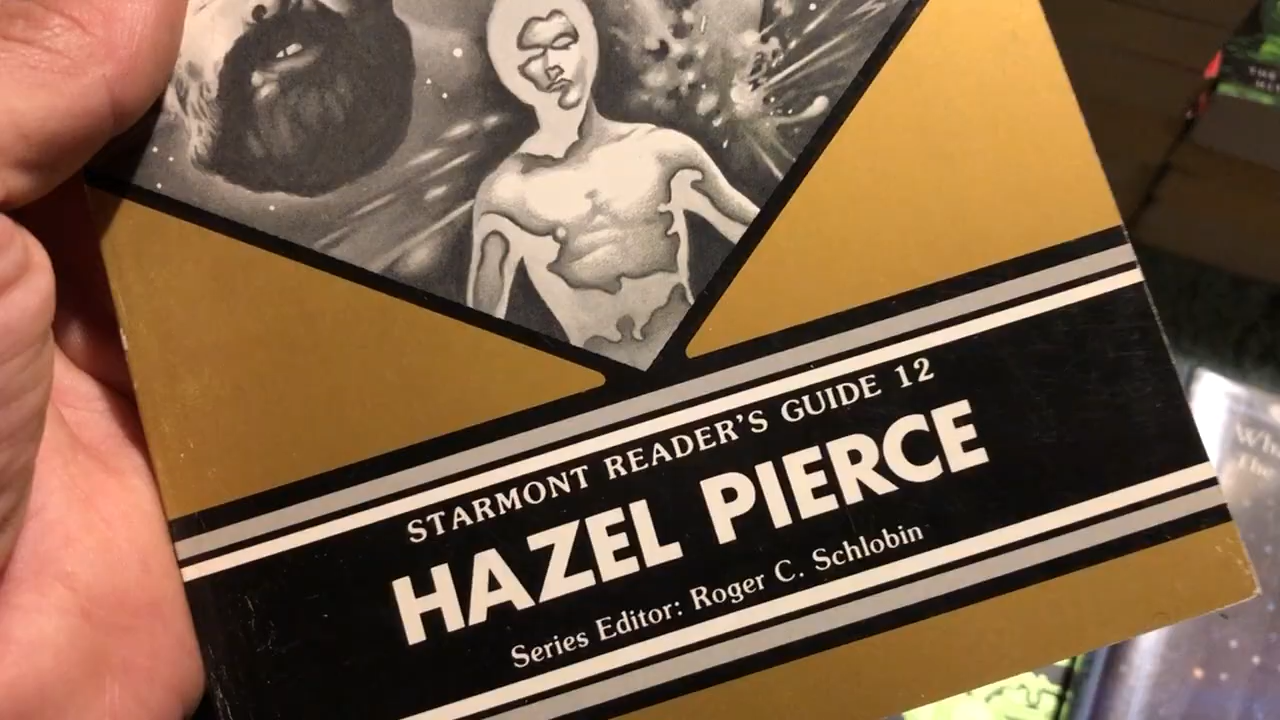 STARMONT READER'S GUIDE 12
HAZEL PIERCE
Series Editor: Roger C. Schlobin